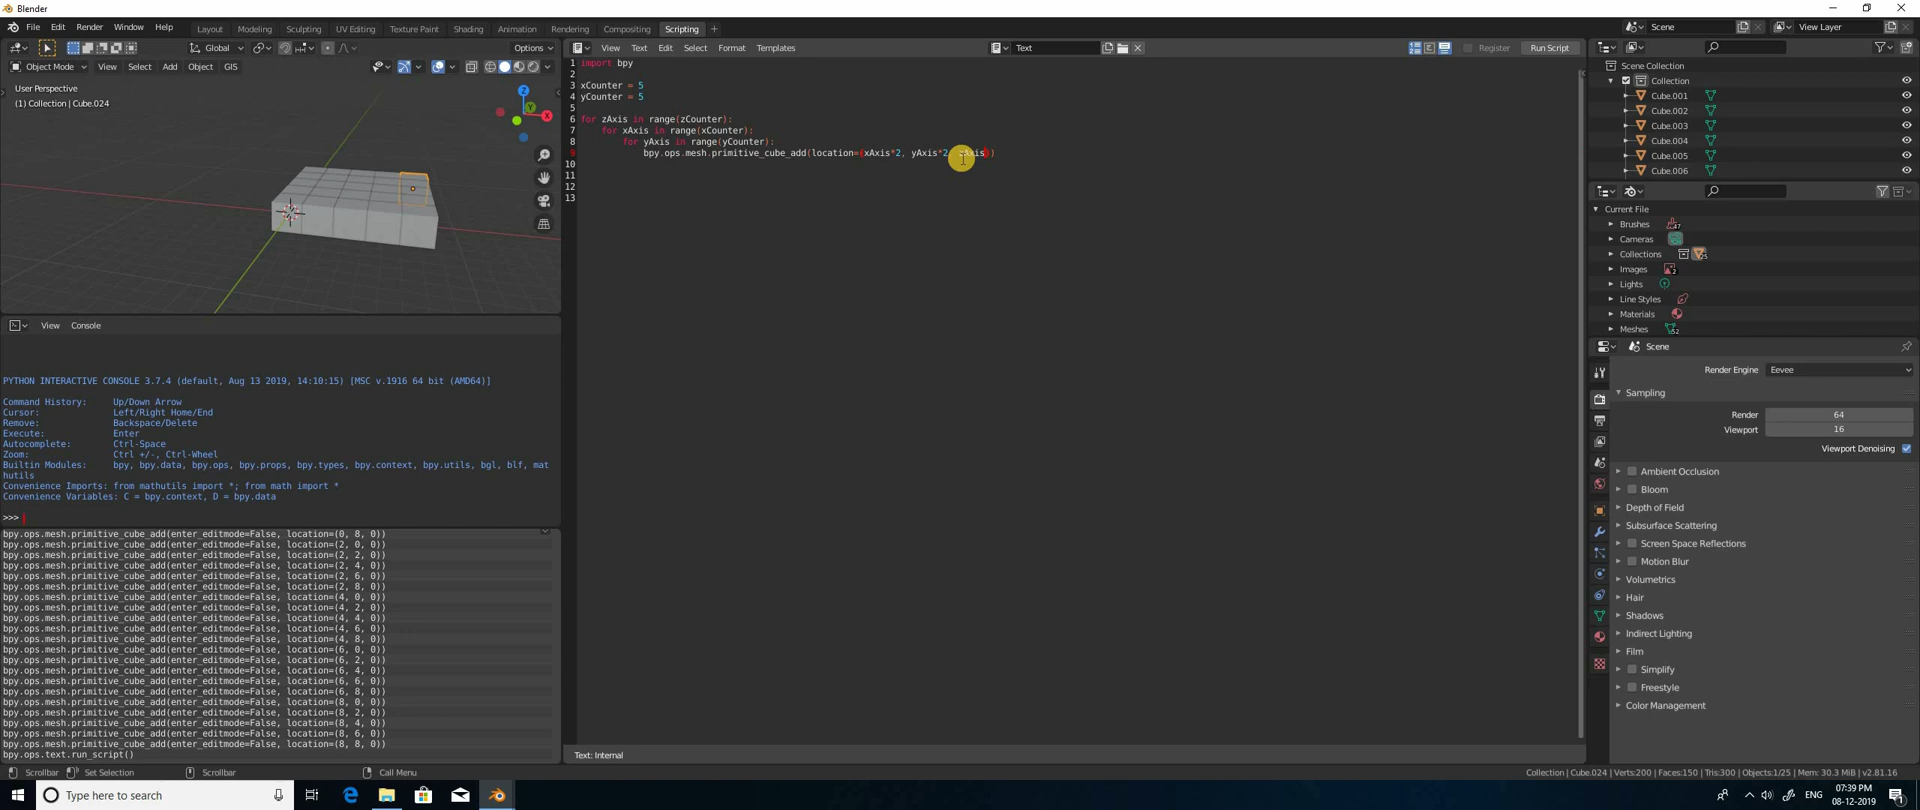 Blender
File Edit Render Window Help
Layout Modeling Sculpting UV Editing Texture Paint Shading Animation Rendering Compositing Scripting +
Scene
View Layer
Global
Options
View Text Edit Select Format Templates
Text
Register
Run Script
Object Mode View Select Add Object GIS
User Perspective
(1) Collection | Cube.024
Z
Y
X
1 import bpy
2
3 xCounter = 5
4 yCounter = 5
5
6 for zAxis in range(zCounter):
7 for xAxis in range(xCounter):
8 for yAxis in range(yCounter):
9 bpy.ops.mesh.primitive_cube_add(location=(xAxis*2, yAxis*2, zAxis))
10
11
12
13
Scene Collection
Collection
Cube.001
Cube.002
Cube.003
Cube.004
Cube.005
Cube.006
Current File
Brushes 47
Cameras
Collections 25
Images 2
Lights
Line Styles
Materials
Meshes 52
View Console
PYTHON INTERACTIVE CONSOLE 3.7.4 (default, Aug 13 2019, 14:10:15) [MSC v.1916 64 bit (AMD64)]
Command History: Up/Down Arrow
Cursor: Left/Right Home/End
Remove: Backspace/Delete
Execute: Enter
Autocomplete: Ctrl-Space
Zoom: Ctrl +/-, Ctrl-Wheel
Builtin Modules: bpy, bpy.data, bpy.ops, bpy.props, bpy.types, bpy.context, bpy.utils, bgl, blf, mat
hutils
Convenience Imports: from mathutils import *; from math import *
Convenience Variables: C = bpy.context, D = bpy.data
>>>
bpy.ops.mesh.primitive_cube_add(enter_editmode=False, location=(0, 8, 0))
bpy.ops.mesh.primitive_cube_add(enter_editmode=False, location=(2, 0, 0))
bpy.ops.mesh.primitive_cube_add(enter_editmode=False, location=(2, 2, 0))
bpy.ops.mesh.primitive_cube_add(enter_editmode=False, location=(2, 4, 0))
bpy.ops.mesh.primitive_cube_add(enter_editmode=False, location=(2, 6, 0))
bpy.ops.mesh.primitive_cube_add(enter_editmode=False, location=(2, 8, 0))
bpy.ops.mesh.primitive_cube_add(enter_editmode=False, location=(4, 0, 0))
bpy.ops.mesh.primitive_cube_add(enter_editmode=False, location=(4, 2, 0))
bpy.ops.mesh.primitive_cube_add(enter_editmode=False, location=(4, 4, 0))
bpy.ops.mesh.primitive_cube_add(enter_editmode=False, location=(4, 6, 0))
bpy.ops.mesh.primitive_cube_add(enter_editmode=False, location=(4, 8, 0))
bpy.ops.mesh.primitive_cube_add(enter_editmode=False, location=(6, 0, 0))
bpy.ops.mesh.primitive_cube_add(enter_editmode=False, location=(6, 2, 0))
bpy.ops.mesh.primitive_cube_add(enter_editmode=False, location=(6, 4, 0))
bpy.ops.mesh.primitive_cube_add(enter_editmode=False, location=(6, 6, 0))
bpy.ops.mesh.primitive_cube_add(enter_editmode=False, location=(6, 8, 0))
bpy.ops.mesh.primitive_cube_add(enter_editmode=False, location=(8, 0, 0))
bpy.ops.mesh.primitive_cube_add(enter_editmode=False, location=(8, 2, 0))
bpy.ops.mesh.primitive_cube_add(enter_editmode=False, location=(8, 4, 0))
bpy.ops.mesh.primitive_cube_add(enter_editmode=False, location=(8, 6, 0))
bpy.ops.mesh.primitive_cube_add(enter_editmode=False, location=(8, 8, 0))
bpy.ops.text.run_script()
Text: Internal
Scene
Render Engine Eevee
Sampling
Render 64
Viewport 16
Viewport Denoising
Ambient Occlusion
Bloom
Depth of Field
Subsurface Scattering
Screen Space Reflections
Motion Blur
Volumetrics
Hair
Shadows
Indirect Lighting
Film
Simplify
Freestyle
Color Management
Scrollbar Set Selection Scrollbar Call Menu
Collection | Cube.024 | Verts:200 | Faces:150 | Tris:300 | Objects:1/25 | Mem: 30.3 MiB | v2.81.16
Type here to search
ENG
07:39 PM
08-12-2019
1